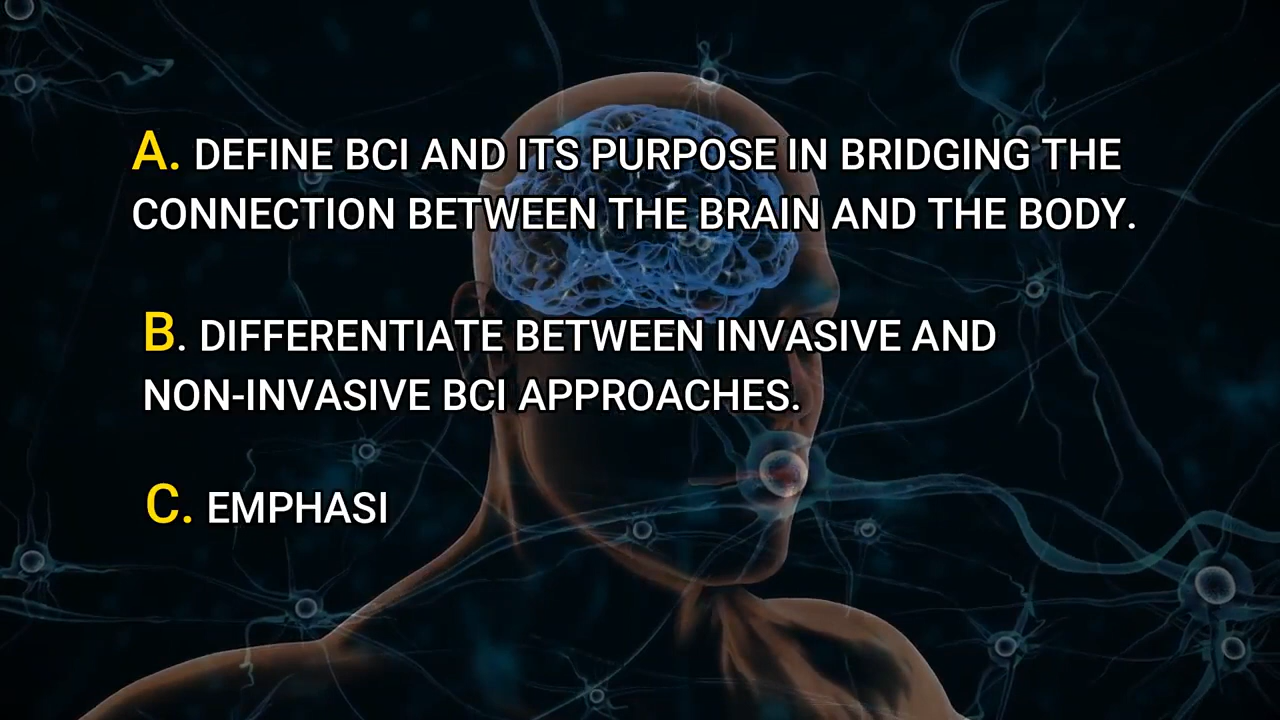 A. DEFINE BCI AND ITS PURPOSE IN BRIDGING THE
CONNECTION BETWEEN THE BRAIN AND THE BODY.
B. DIFFERENTIATE BETWEEN INVASIVE AND
NON-INVASIVE BCI APPROACHES.
C. EMPHASI